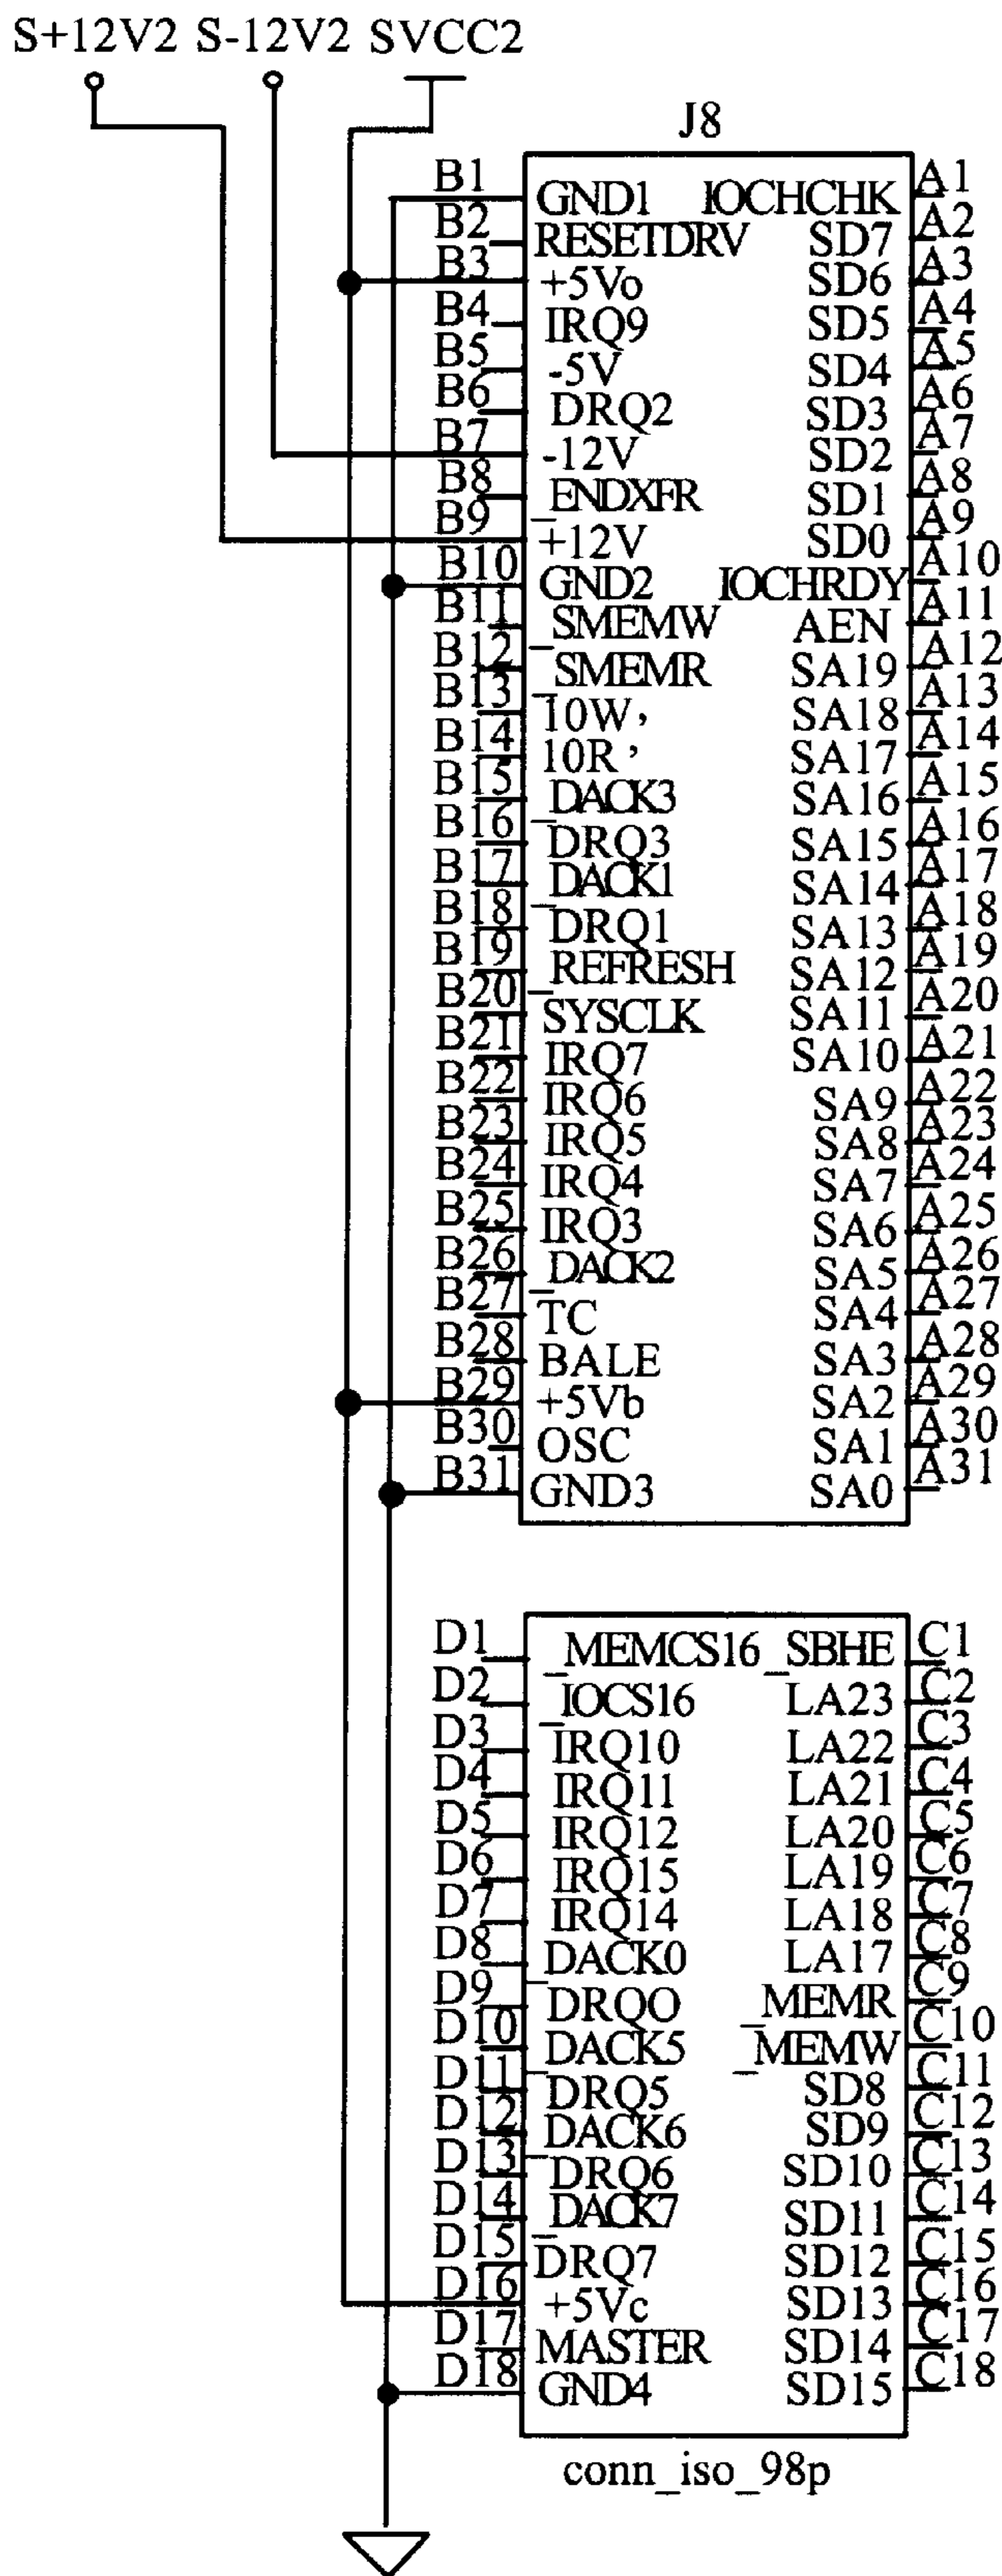 S+12V2 S-12V2 SVCC2
J8
B1 GND1 IOCHCHK A1
B2 RESETDRV SD7 A2
B3 +5Vo SD6 A3
B4 IRQ9 SD5 A4
B5 -5V SD4 A5
B6 DRQ2 SD3 A6
B7 -12V SD2 A7
B8 _ENDXFR SD1 A8
B9 +12V SD0 A9
B10 GND2 IOCHRDY A10
B11 _SMEMW AEN A11
B12 _SMEMR SA19 A12
B13 10W, SA18 A13
B14 10R , SA17 A14
B15 _DACK3 SA16 A15
B16 DRQ3 SA15 A16
B17 _DACK1 SA14 A17
B18 DRQ1 SA13 A18
B19 _REFRESH SA12 A19
B20 SYSCLK SA11 A20
B21 IRQ7 SA10 A21
B22 IRQ6 SA9 A22
B23 IRQ5 SA8 A23
B24 IRQ4 SA7 A24
B25 IRQ3 SA6 A25
B26 _DACK2 SA5 A26
B27 TC SA4 A27
B28 BALE SA3 A28
B29 +5Vb SA2 A29
B30 OSC SA1 A30
B31 GND3 SA0 A31
D1 _MEMCS16 _SBHE C1
D2 _IOCS16 LA23 C2
D3 IRQ10 LA22 C3
D4 IRQ11 LA21 C4
D5 IRQ12 LA20 C5
D6 IRQ15 LA19 C6
D7 IRQ14 LA18 C7
D8 _DACK0 LA17 C8
D9 DRQO _MEMR C9
D10 _DACK5 _MEMW C10
D11 DRQ5 SD8 C11
D12 _DACK6 SD9 C12
D13 DRQ6 SD10 C13
D14 _DACK7 SD11 C14
D15 DRQ7 SD12 C15
D16 +5Vc SD13 C16
D17 MASTER SD14 C17
D18 GND4 SD15 C18
conn_iso_98p